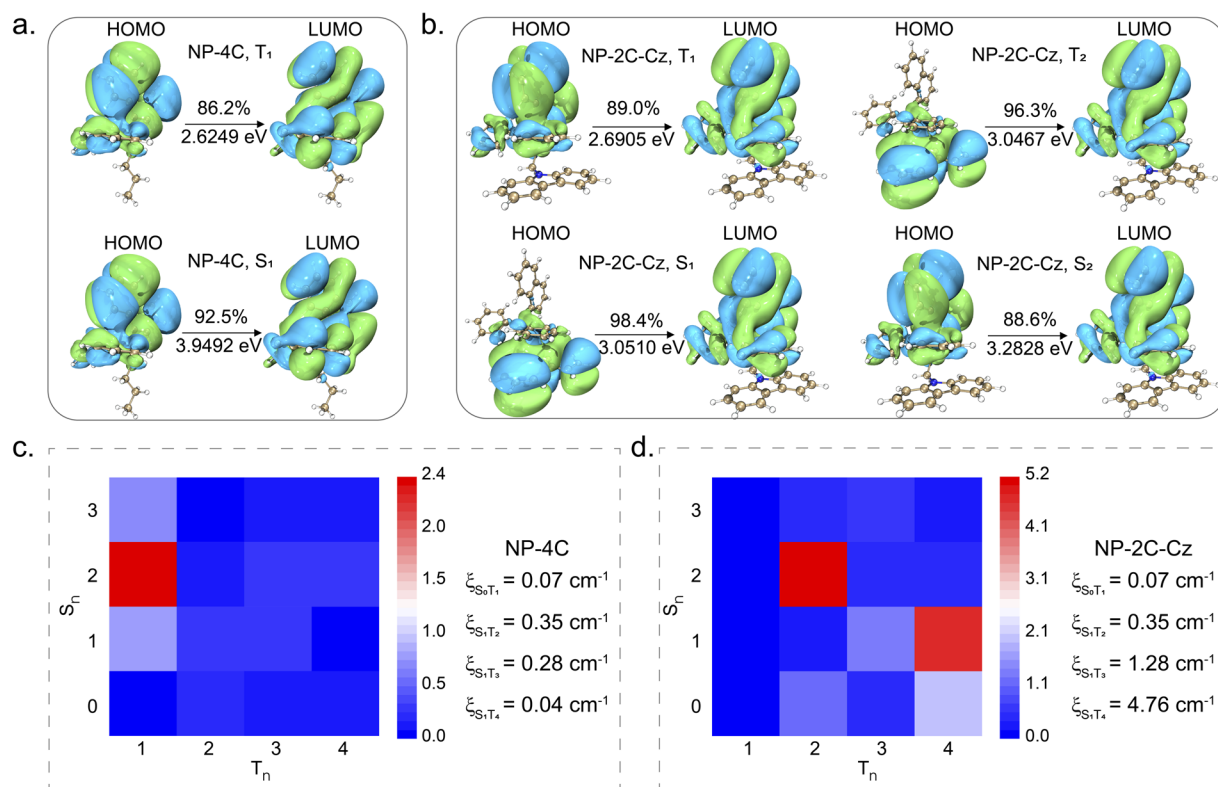 a.
HOMO
NP-4C, T₁
LUMO
86.2%
2.6249 eV
HOMO
NP-4C, S₁
LUMO
92.5%
3.9492 eV
b.
HOMO
NP-2C-Cz, T₁
LUMO
89.0%
2.6905 eV
HOMO
NP-2C-Cz, T₂
LUMO
96.3%
3.0467 eV
HOMO
NP-2C-Cz, S₁
LUMO
98.4%
3.0510 eV
HOMO
NP-2C-Cz, S₂
LUMO
88.6%
3.2828 eV
c.
Sₙ
3
2
1
0
1 2 3 4
Tₙ
2.4
2.0
1.5
1.0
0.5
0.0
NP-4C
ξS₀T₁ = 0.07 cm⁻¹
ξS₁T₂ = 0.35 cm⁻¹
ξS₁T₃ = 0.28 cm⁻¹
ξS₁T₄ = 0.04 cm⁻¹
d.
Sₙ
3
2
1
0
1 2 3 4
Tₙ
5.2
4.1
3.1
2.1
1.0
0.0
NP-2C-Cz
ξS₀T₁ = 0.07 cm⁻¹
ξS₁T₂ = 0.35 cm⁻¹
ξS₁T₃ = 1.28 cm⁻¹
ξS₁T₄ = 4.76 cm⁻¹